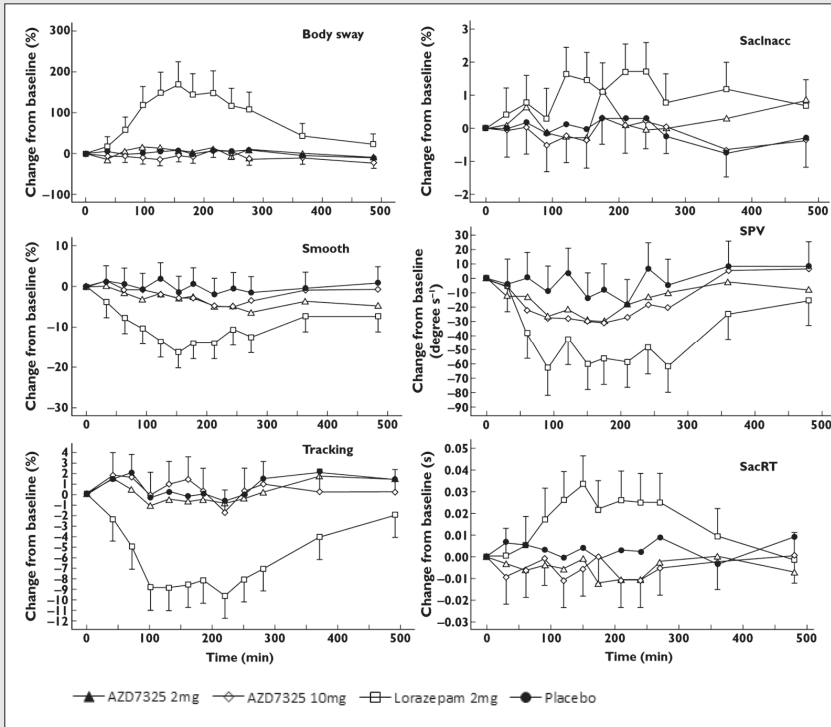 Body sway
Change from baseline (%)
300
200
100
0
−100
0 100 200 300 400 500
SacInacc
Change from baseline (%)
3
2
1
0
−1
−2
0 100 200 300 400 500
Smooth
Change from baseline (%)
10
0
−10
−20
−30
0 100 200 300 400 500
SPV
Change from baseline
(degree s⁻¹)
30
20
10
0
−10
−20
−30
−40
−50
−60
−70
−80
−90
0 100 200 300 400 500
Tracking
Change from baseline (%)
4
3
2
1
0
−1
−2
−3
−4
−5
−6
−7
−8
−9
−10
−11
−12
0 100 200 300 400 500
Time (min)
SacRT
Change from baseline (s)
0.05
0.04
0.03
0.02
0.01
0.00
−0.01
−0.02
−0.03
0 100 200 300 400 500
Time (min)
AZD7325 2mg AZD7325 10mg Lorazepam 2mg Placebo